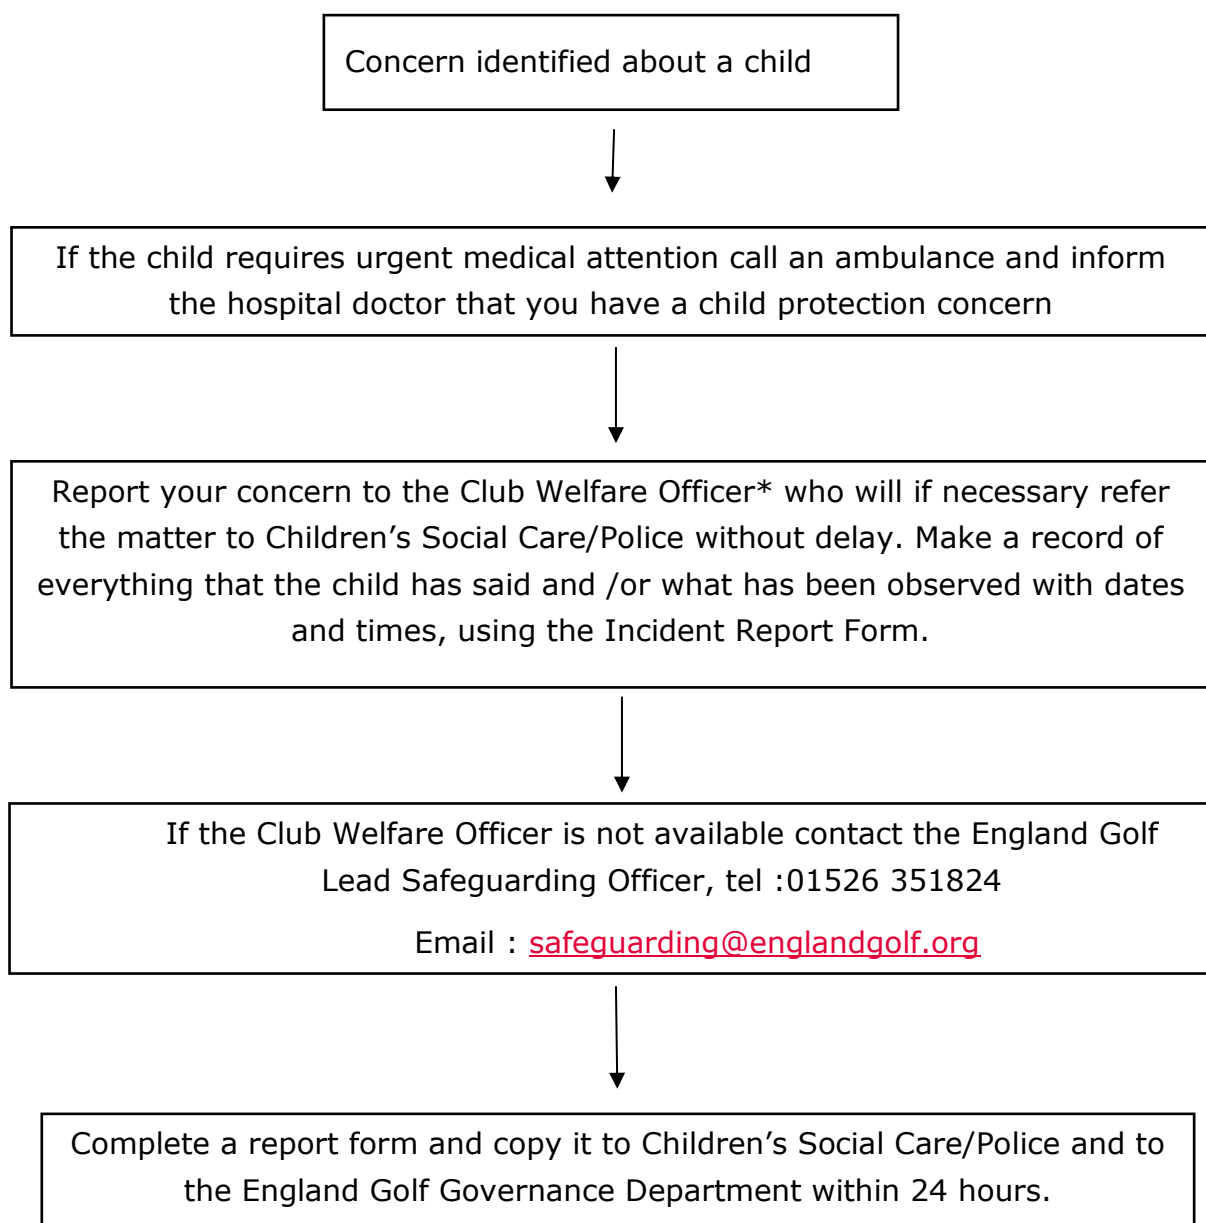 Concern identified about a child
If the child requires urgent medical attention call an ambulance and inform
the hospital doctor that you have a child protection concern
Report your concern to the Club Welfare Officer* who will if necessary refer
the matter to Children’s Social Care/Police without delay. Make a record of
everything that the child has said and /or what has been observed with dates
and times, using the Incident Report Form.
If the Club Welfare Officer is not available contact the England Golf
Lead Safeguarding Officer, tel :01526 351824
Email : safeguarding@englandgolf.org
Complete a report form and copy it to Children’s Social Care/Police and to
the England Golf Governance Department within 24 hours.